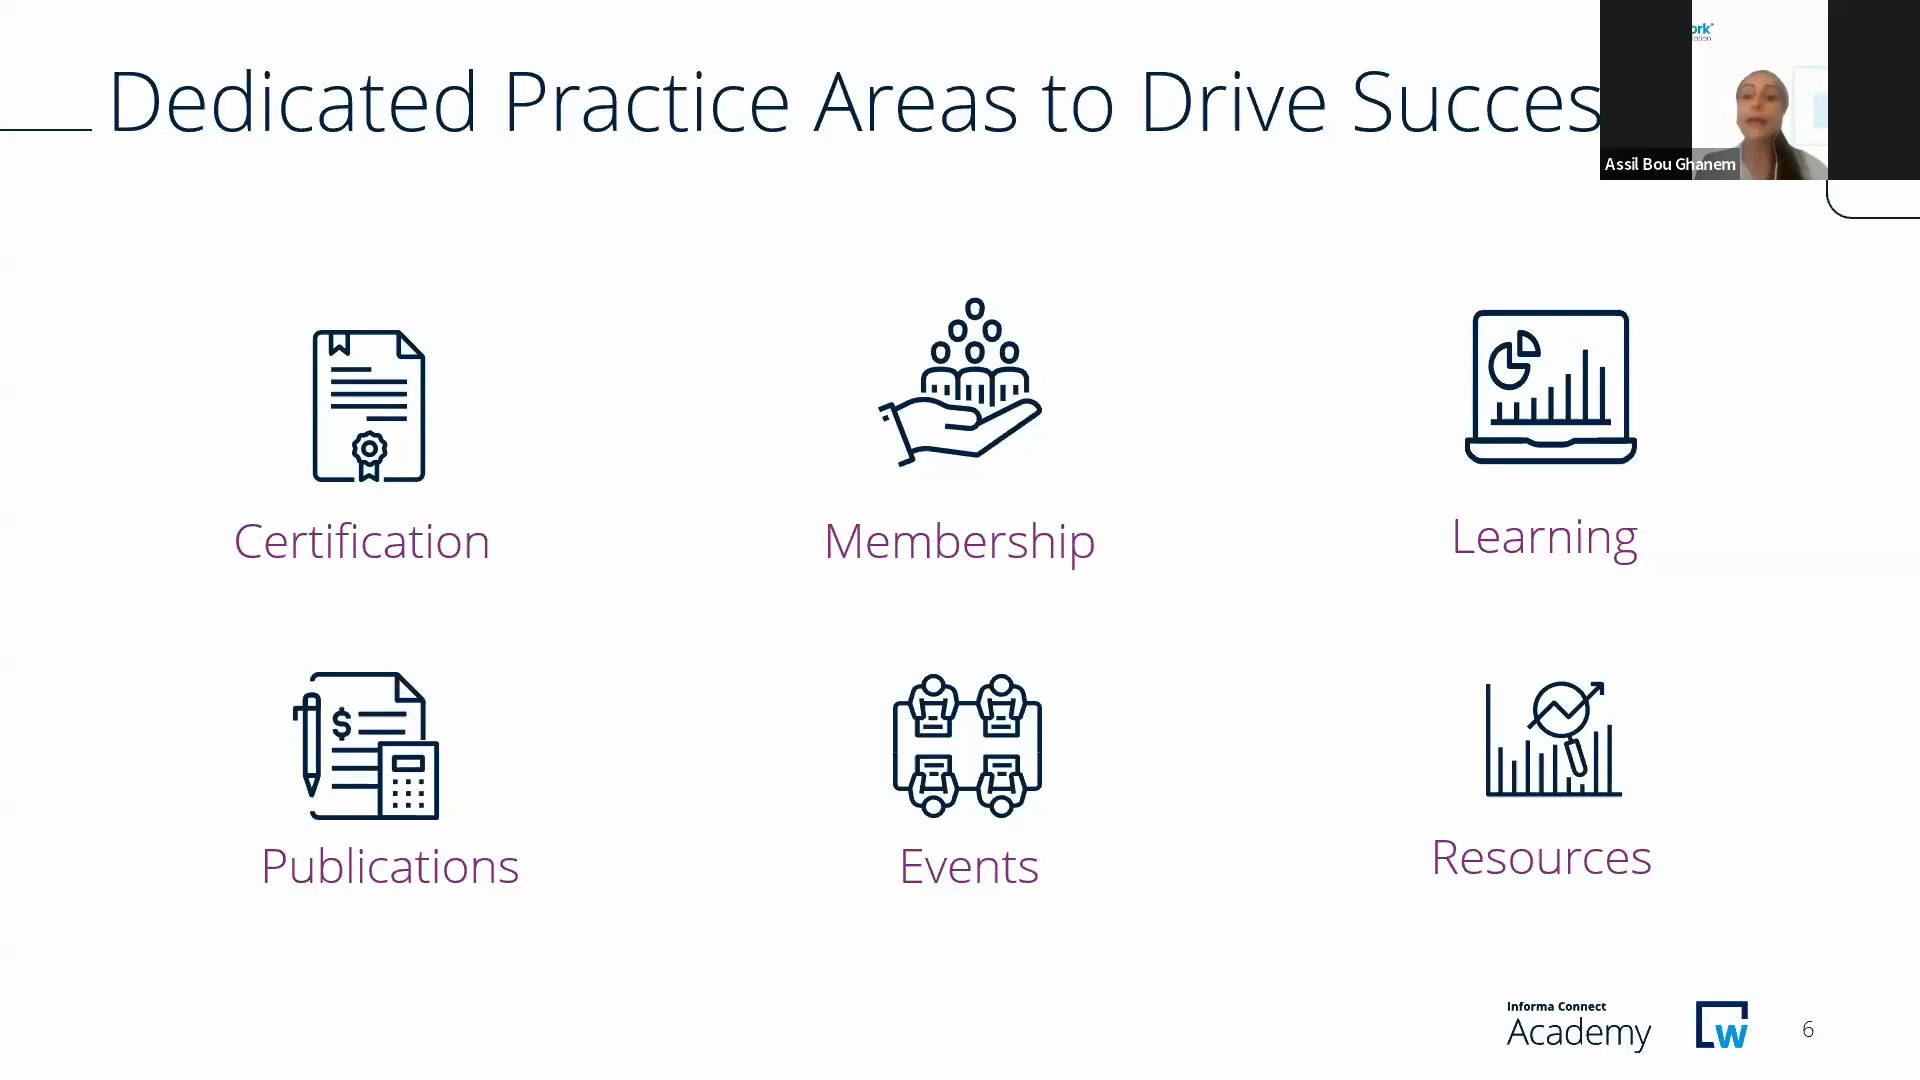 ork®
Dedicated Practice Areas to Drive Succes
Assil Bou Ghanem
Certification
Membership
Learning
$
Publications
Events
Resources
Informa Connect
Academy
W
6